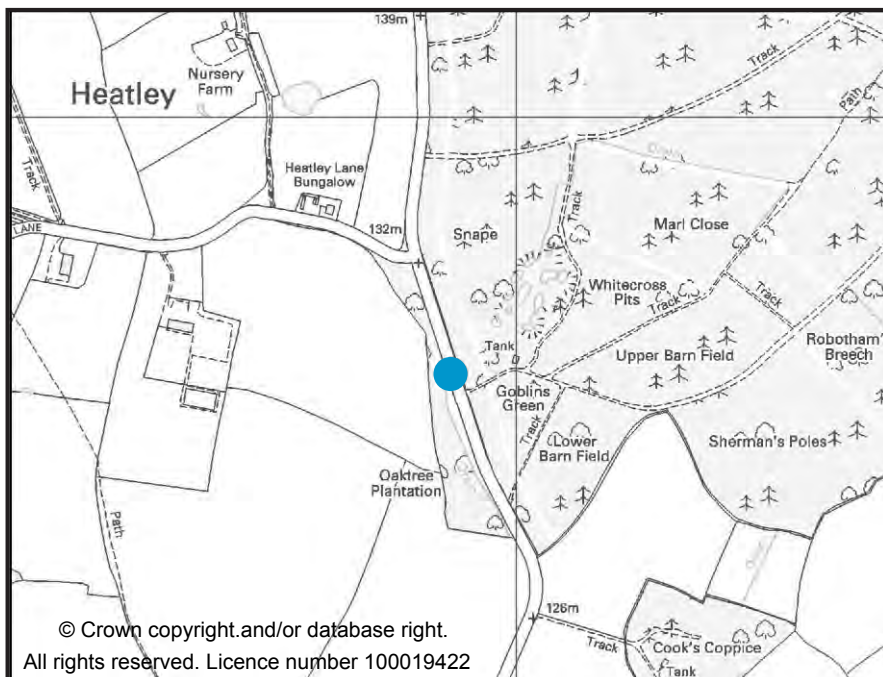 139m
Nursery
Farm
Heatley
Track
Path
Track
Heatley Lane
Bungalow
Track
LANE
132m
Snape
Marl Close
Whitecross
Pits
Track
Track
Robotham's
Breech
Tank
Upper Barn Field
Goblins
Green
Track
Lower
Barn Field
Sherman's Poles
Oaktree
Plantation
Path
126m
Track
Cook's Coppice
Tank
© Crown copyright.and/or database right.
All rights reserved. Licence number 100019422